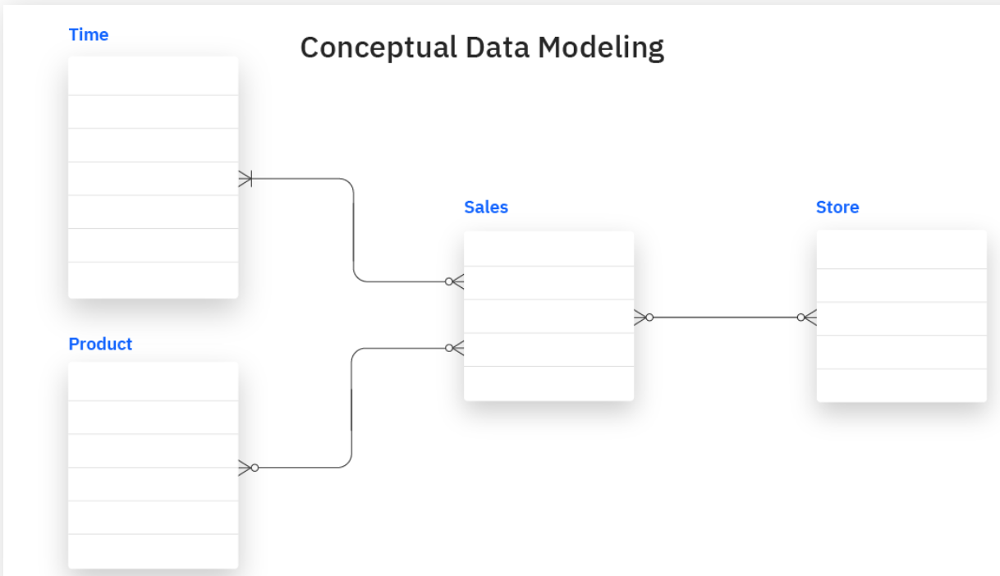 Time
Conceptual Data Modeling
Sales
Store
Product